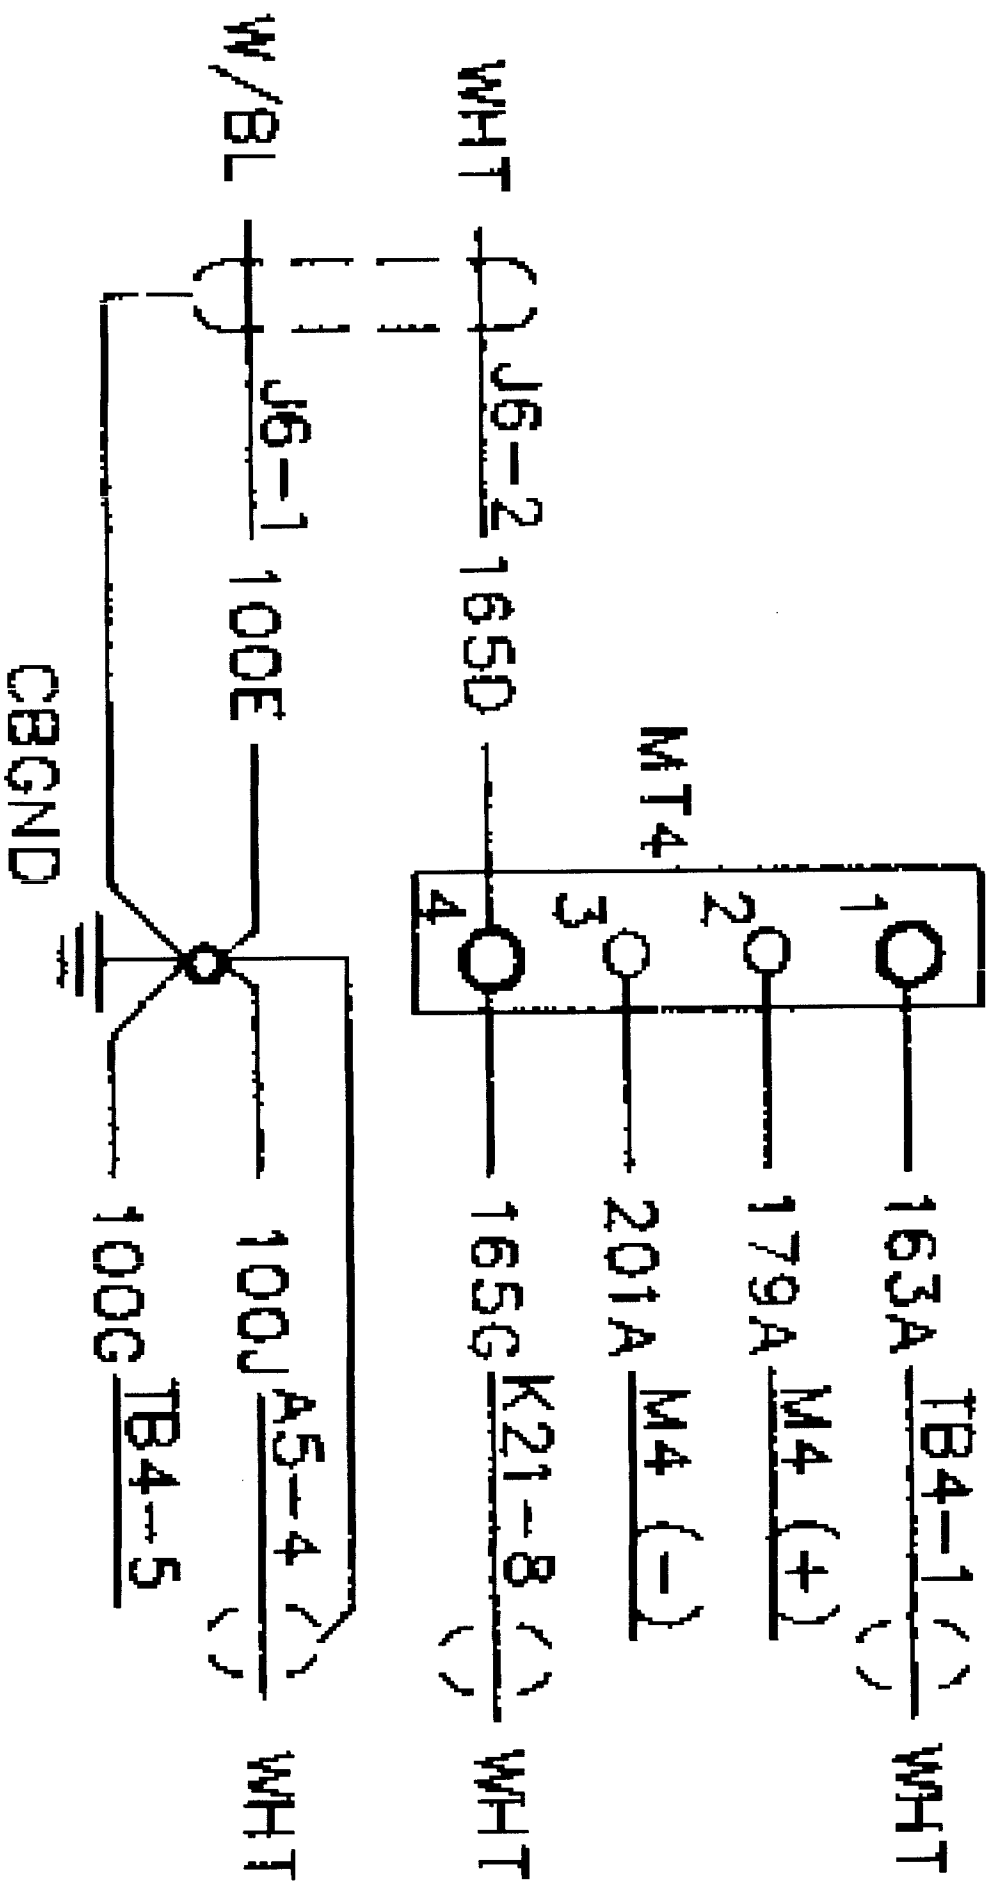 MT4
1 163A TB4-1 WHT
2 179A M4 (+)
3 201A M4 (-)
WHT J6-2 165D 4 165G K21-8 WHT
W/BL J6-1 100E 100J A5-4 WHT
100G TB4-5
CBGND